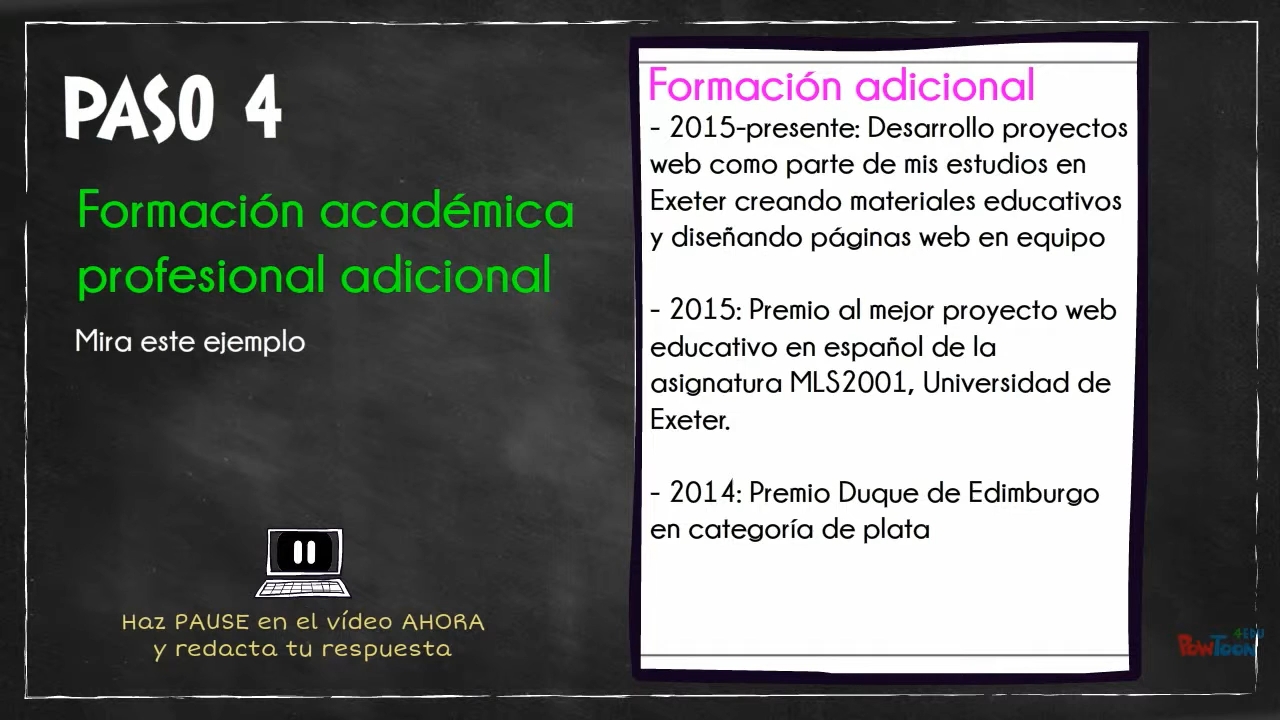 PASO 4
Formación académica
profesional adicional
Mira este ejemplo
Haz PAUSE en el vídeo AHORA
y redacta tu respuesta
Formación adicional
- 2015-presente: Desarrollo proyectos
web como parte de mis estudios en
Exeter creando materiales educativos
y diseñando páginas web en equipo
- 2015: Premio al mejor proyecto web
educativo en español de la
asignatura MLS2001, Universidad de
Exeter.
- 2014: Premio Duque de Edimburgo
en categoría de plata
4EDU
POWTOON